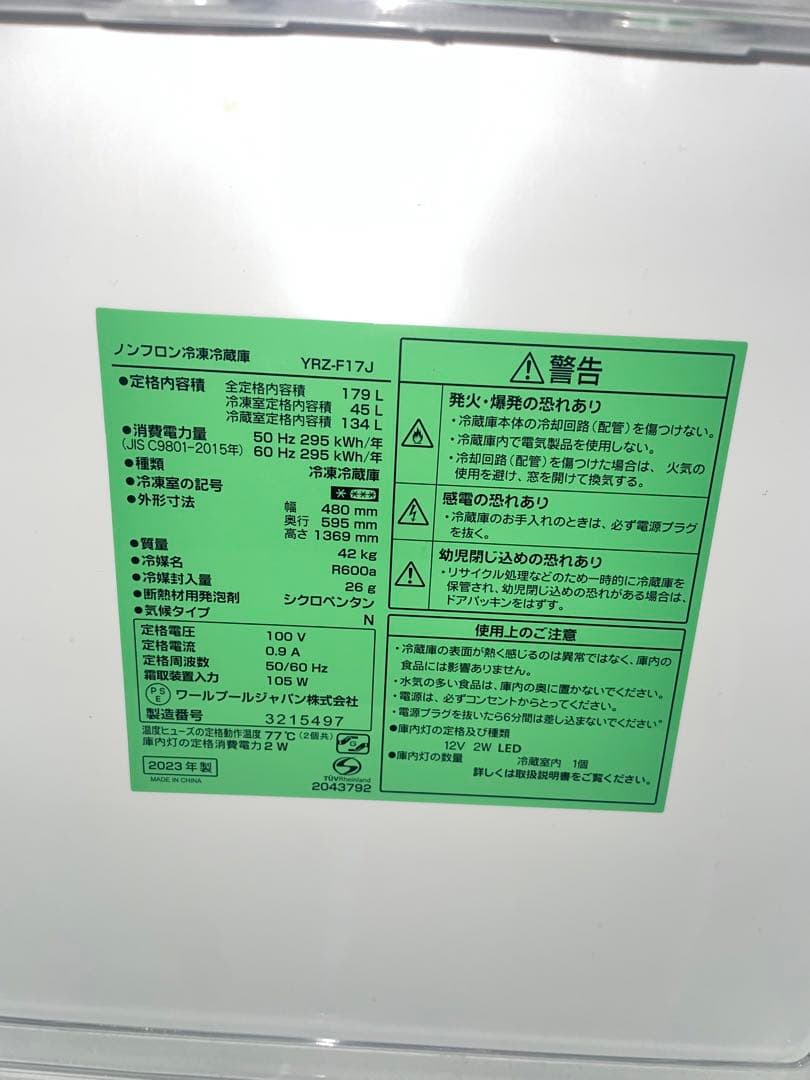 ノンフロン冷凍冷蔵庫 YRZ-F17J
●定格内容積 全定格内容積 179 L
冷凍室定格内容積 45 L
冷蔵室定格内容積 134 L
●消費電力量 50 Hz 295 kWh/年
(JIS C9801-2015年) 60 Hz 295 kWh/年
●種類 冷凍冷蔵庫
●冷凍室の記号
●外形寸法 幅 480 mm
奥行 595 mm
高さ 1369 mm
●質量 42 kg
●冷媒名 R600a
●冷媒封入量 26 g
●断熱材用発泡剤 シクロペンタン
●気候タイプ N
定格電圧 100 V
定格電流 0.9 A
定格周波数 50/60 Hz
霜取装置入力 105 W
PSE ワールプールジャパン株式会社
製造番号 3215497
温度ヒューズの定格動作温度 77℃ (2個共)
庫内灯の定格消費電力 2 W
2023 年 製
MADE IN CHINA
TÜVRheinland
2043792
警告
発火・爆発の恐れあり
・冷蔵庫本体の冷却回路(配管)を傷つけない。
・冷蔵庫内で電気製品を使用しない。
・冷却回路(配管)を傷つけた場合は、火気の
使用を避け、窓を開けて換気する。
感電の恐れあり
・冷蔵庫のお手入れのときは、必ず電源プラグ
を抜く。
幼児閉じ込めの恐れあり
・リサイクル処理などのため一時的に冷蔵庫を
保管され、幼児閉じ込めの恐れがある場合は、
ドアパッキンをはずす。
使用上のご注意
・冷蔵庫の表面が熱く感じるのは異常ではなく、庫内の
食品には影響ありません。
・水気の多い食品は、庫内の奥に置かないでください。
・電源は、必ずコンセントからとってください。
・電源プラグを抜いたら6分間は差し込まないでください。
●庫内灯の定格及び種類
12V 2W LED
●庫内灯の数量 冷蔵室内 1個
詳しくは取扱説明書をご覧ください。